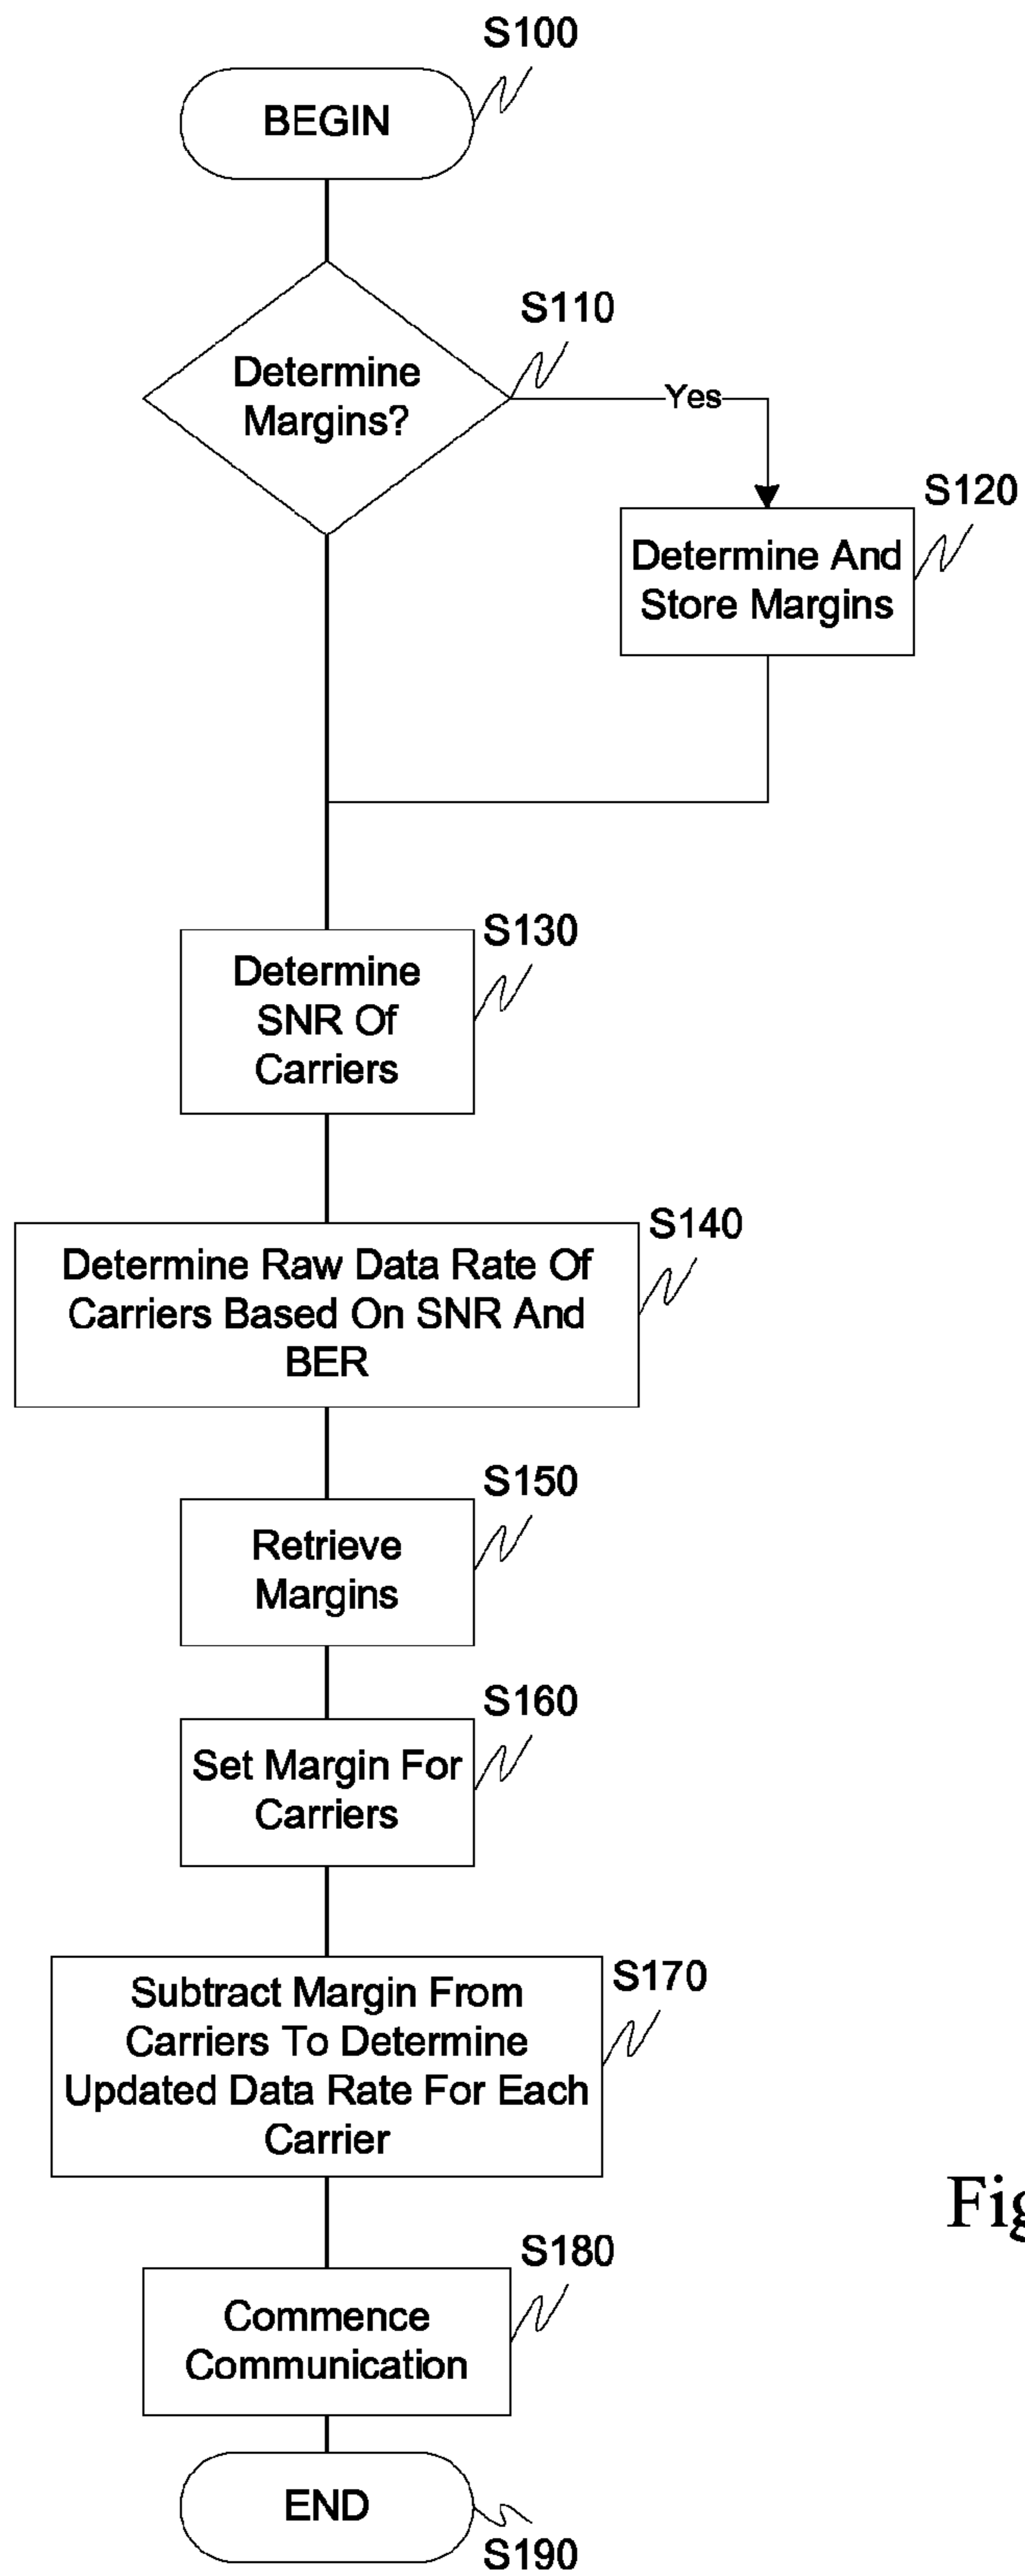 S100
BEGIN
S110
Determine
Margins?
Yes
S120
Determine And
Store Margins
S130
Determine
SNR Of
Carriers
S140
Determine Raw Data Rate Of
Carriers Based On SNR And
BER
S150
Retrieve
Margins
S160
Set Margin For
Carriers
S170
Subtract Margin From
Carriers To Determine
Updated Data Rate For Each
Carrier
Fig
S180
Commence
Communication
END
S190